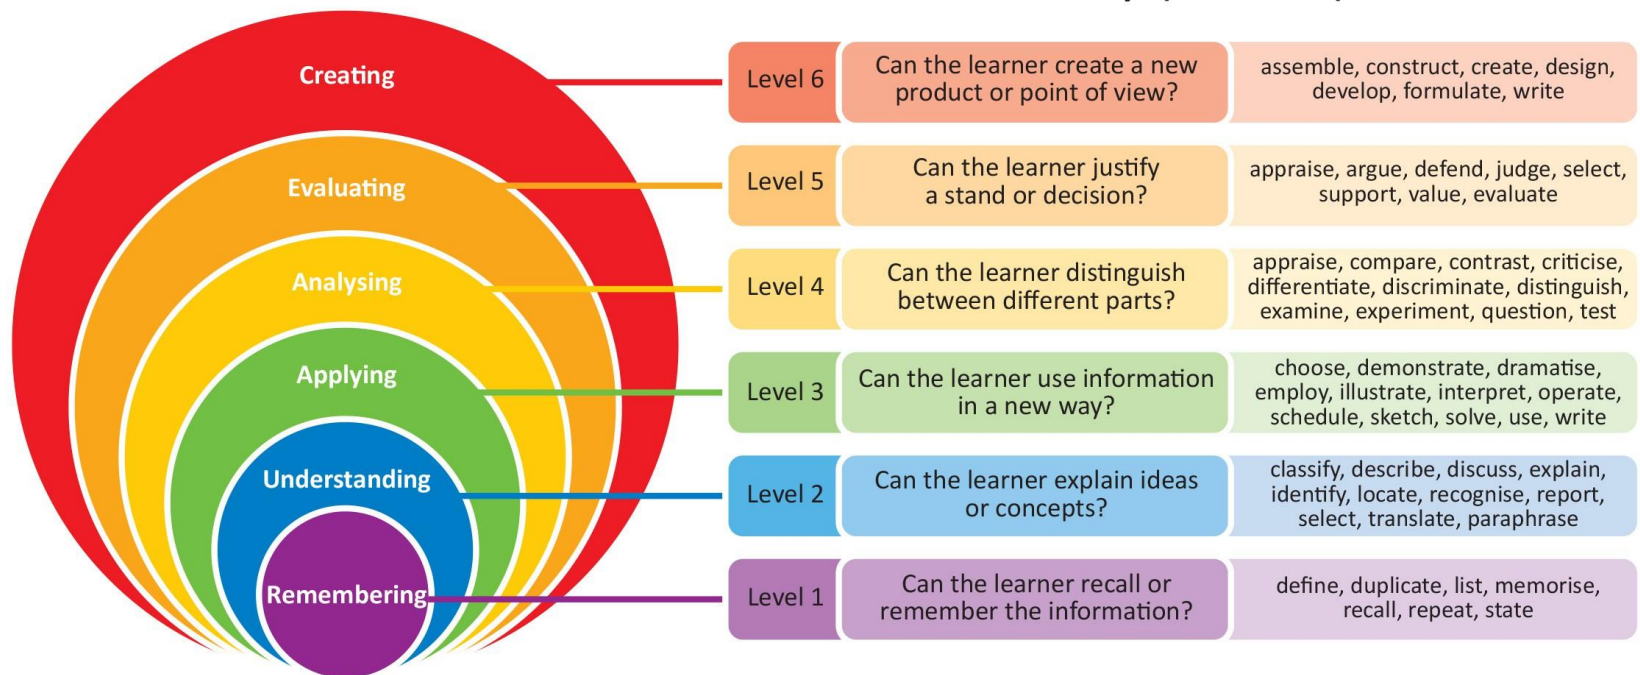 Creating
Evaluating
Analysing
Applying
Understanding
Remembering
Level 6
Can the learner create a new
product or point of view?
assemble, construct, create, design,
develop, formulate, write
Level 5
Can the learner justify
a stand or decision?
appraise, argue, defend, judge, select,
support, value, evaluate
Level 4
Can the learner distinguish
between different parts?
appraise, compare, contrast, criticise,
differentiate, discriminate, distinguish,
examine, experiment, question, test
Level 3
Can the learner use information
in a new way?
choose, demonstrate, dramatise,
employ, illustrate, interpret, operate,
schedule, sketch, solve, use, write
Level 2
Can the learner explain ideas
or concepts?
classify, describe, discuss, explain,
identify, locate, recognise, report,
select, translate, paraphrase
Level 1
Can the learner recall or
remember the information?
define, duplicate, list, memorise,
recall, repeat, state